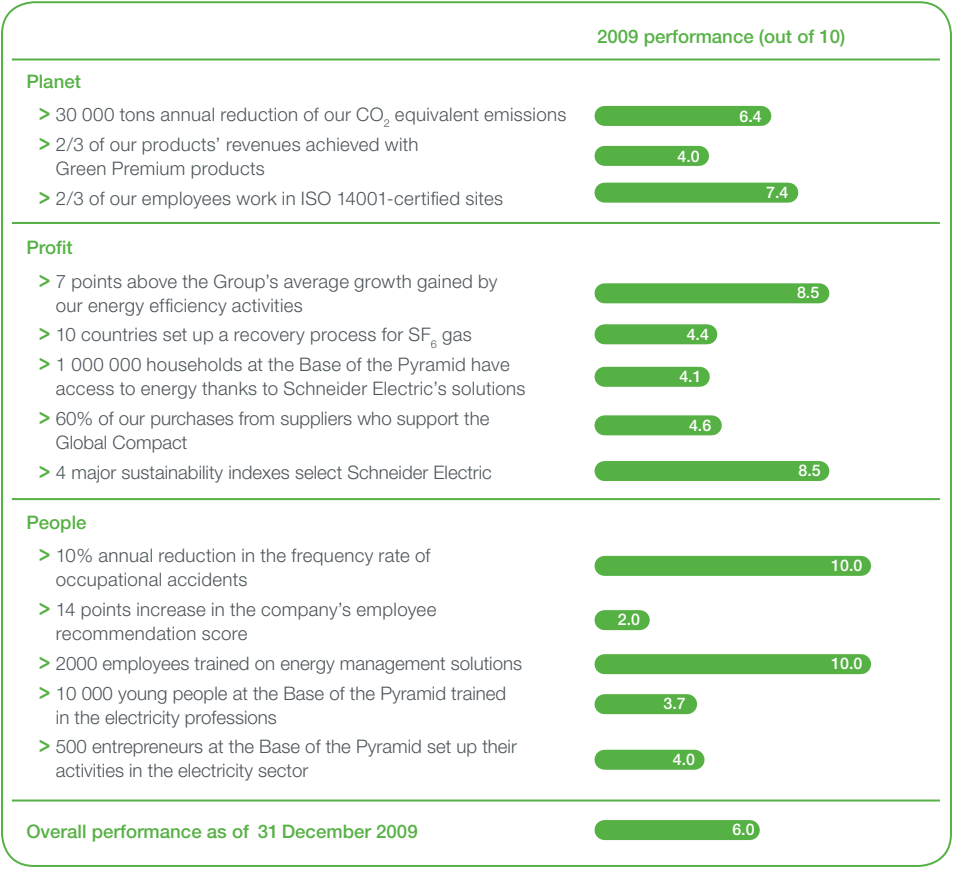 2009 performance (out of 10)
Planet
> 30 000 tons annual reduction of our CO₂ equivalent emissions 6.4
> 2/3 of our products’ revenues achieved with
Green Premium products 4.0
> 2/3 of our employees work in ISO 14001-certified sites 7.4
Profit
> 7 points above the Group’s average growth gained by
our energy efficiency activities 8.5
> 10 countries set up a recovery process for SF₆ gas 4.4
> 1 000 000 households at the Base of the Pyramid have
access to energy thanks to Schneider Electric’s solutions 4.1
> 60% of our purchases from suppliers who support the
Global Compact 4.6
> 4 major sustainability indexes select Schneider Electric 8.5
People
> 10% annual reduction in the frequency rate of
occupational accidents 10.0
> 14 points increase in the company’s employee
recommendation score 2.0
> 2000 employees trained on energy management solutions 10.0
> 10 000 young people at the Base of the Pyramid trained
in the electricity professions 3.7
> 500 entrepreneurs at the Base of the Pyramid set up their
activities in the electricity sector 4.0
Overall performance as of 31 December 2009 6.0